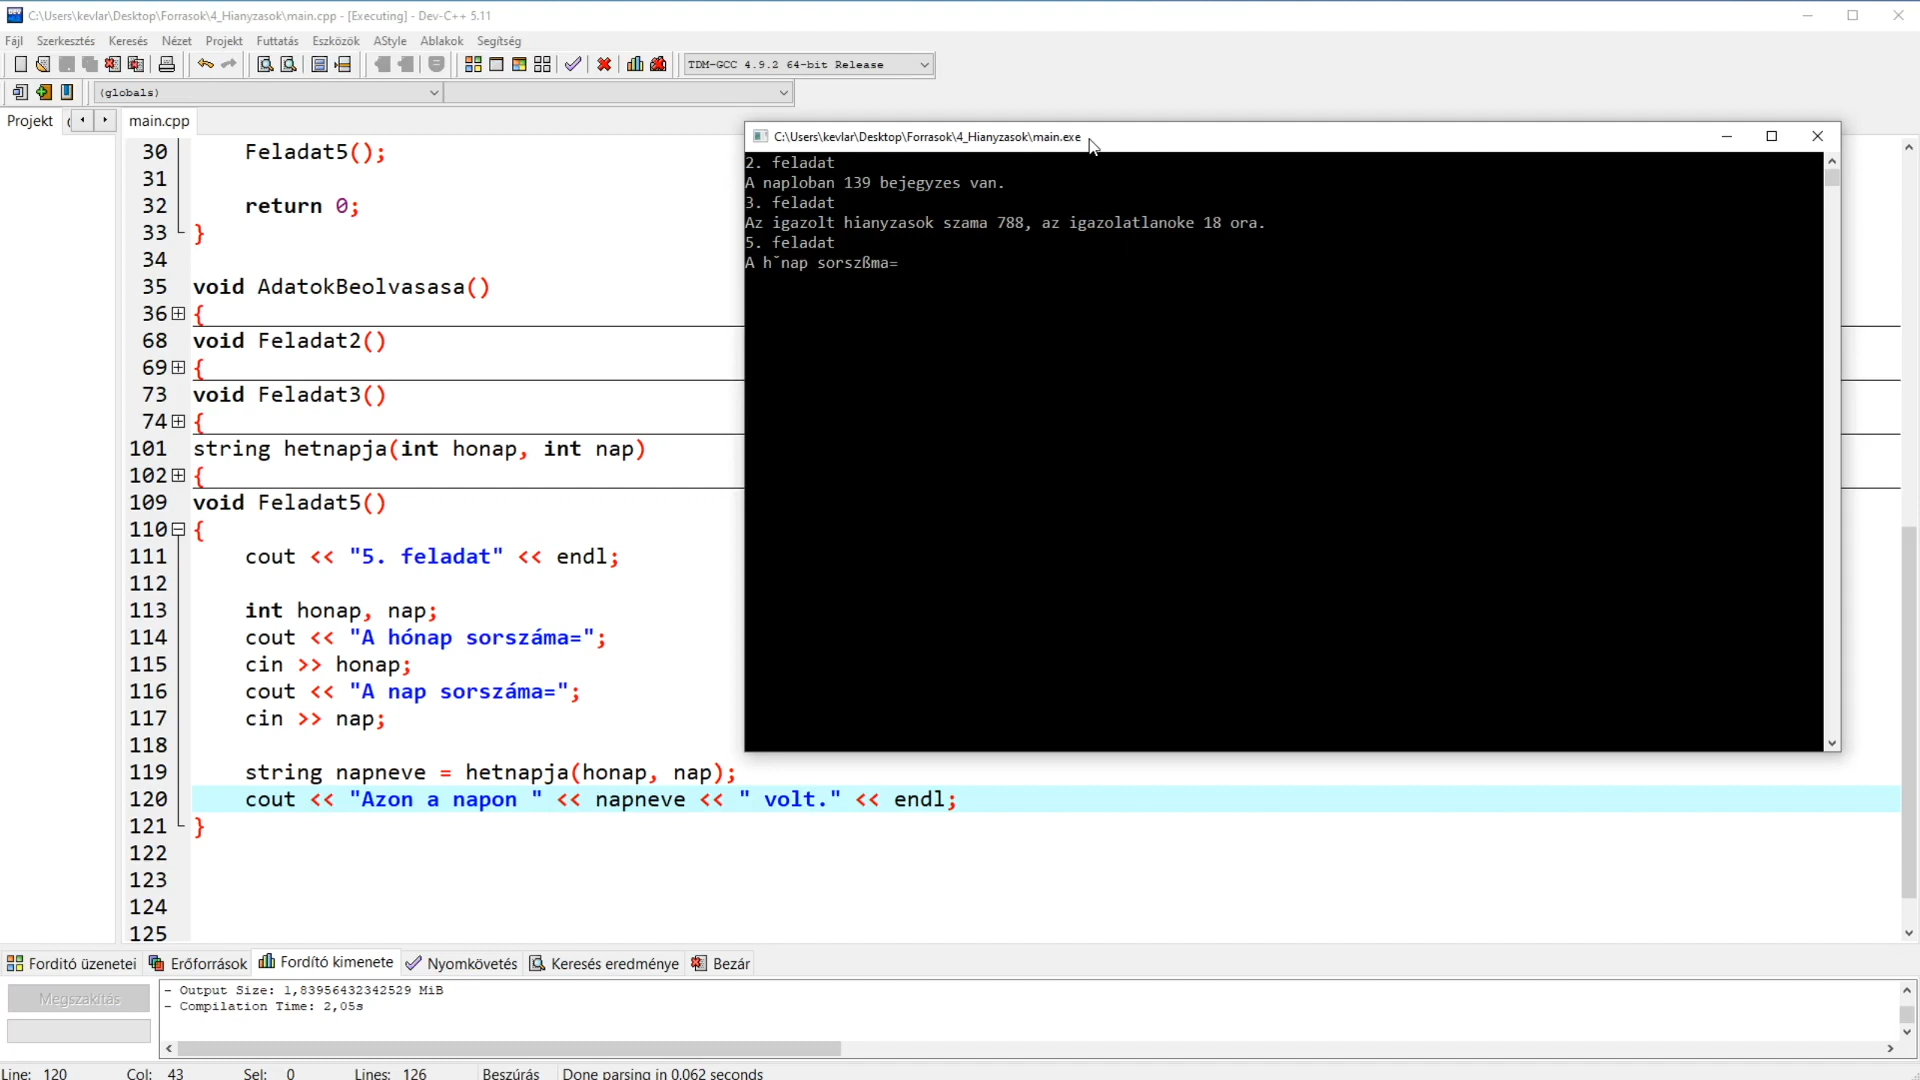 C:\Users\kevlar\Desktop\Forrasok\4_Hianyzasok\main.cpp - [Executing] - Dev-C++ 5.11
Fájl Szerkesztés Keresés Nézet Projekt Futtatás Eszközök AStyle Ablakok Segítség
TDM-GCC 4.9.2 64-bit Release
(globals)
Projekt
main.cpp
30 Feladat5();
31
32 return 0;
33 }
34
35 void AdatokBeolvasasa()
36 {
68 void Feladat2()
69 {
73 void Feladat3()
74 {
101 string hetnapja(int honap, int nap)
102 {
109 void Feladat5()
110 {
111 cout << "5. feladat" << endl;
112
113 int honap, nap;
114 cout << "A hónap sorszáma=";
115 cin >> honap;
116 cout << "A nap sorszáma=";
117 cin >> nap;
118
119 string napneve = hetnapja(honap, nap);
120 cout << "Azon a napon " << napneve << " volt." << endl;
121 }
122
123
124
125
C:\Users\kevlar\Desktop\Forrasok\4_Hianyzasok\main.exe
2. feladat
A naploban 139 bejegyzes van.
3. feladat
Az igazolt hianyzasok szama 788, az igazolatlanoke 18 ora.
5. feladat
A h˘nap sorszßma=
Fordító üzenetei Erőforrások Fordító kimenete Nyomkövetés Keresés eredménye Bezár
Megszakítás
- Output Size: 1,83956432342529 MiB
- Compilation Time: 2,05s
Line: 120 Col: 43 Sel: 0 Lines: 126 Beszúrás Done parsing in 0,062 seconds